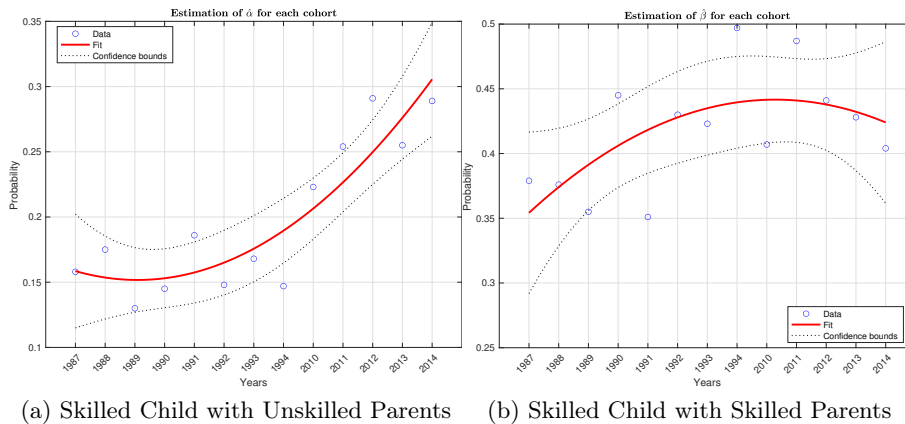 Estimation of α̂ for each cohort
0.35
0.3
0.25
0.2
0.15
0.1
Probability
Data
Fit
Confidence bounds
1987 1988 1989 1990 1991 1992 1993 1994 2010 2011 2012 2013 2014
Years
(a) Skilled Child with Unskilled Parents
Estimation of β̂ for each cohort
0.5
0.45
0.4
0.35
0.3
0.25
Probability
Data
Fit
Confidence bounds
1987 1988 1989 1990 1991 1992 1993 1994 2010 2011 2012 2013 2014
Years
(b) Skilled Child with Skilled Parents